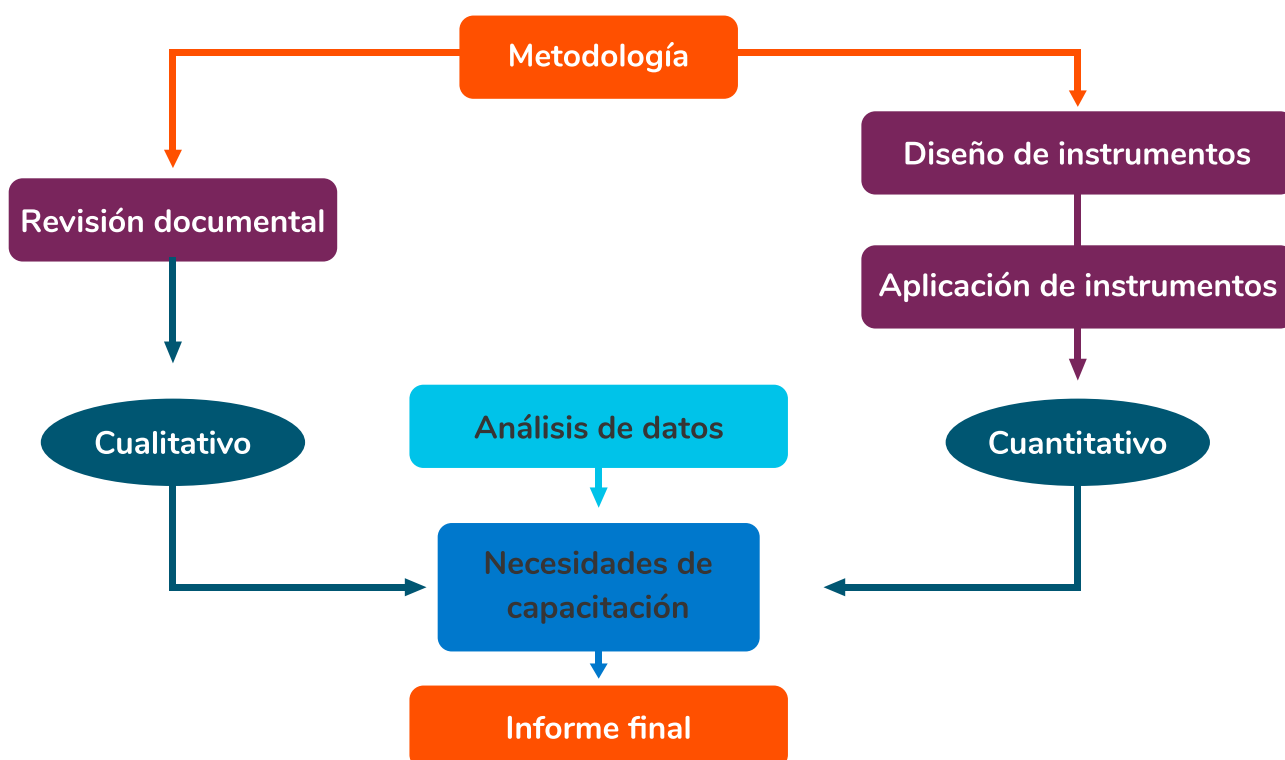 Metodología
Diseño de instrumentos
Revisión documental
Aplicación de instrumentos
Análisis de datos
Cualitativo
Cuantitativo
Necesidades de
capacitación
Informe final